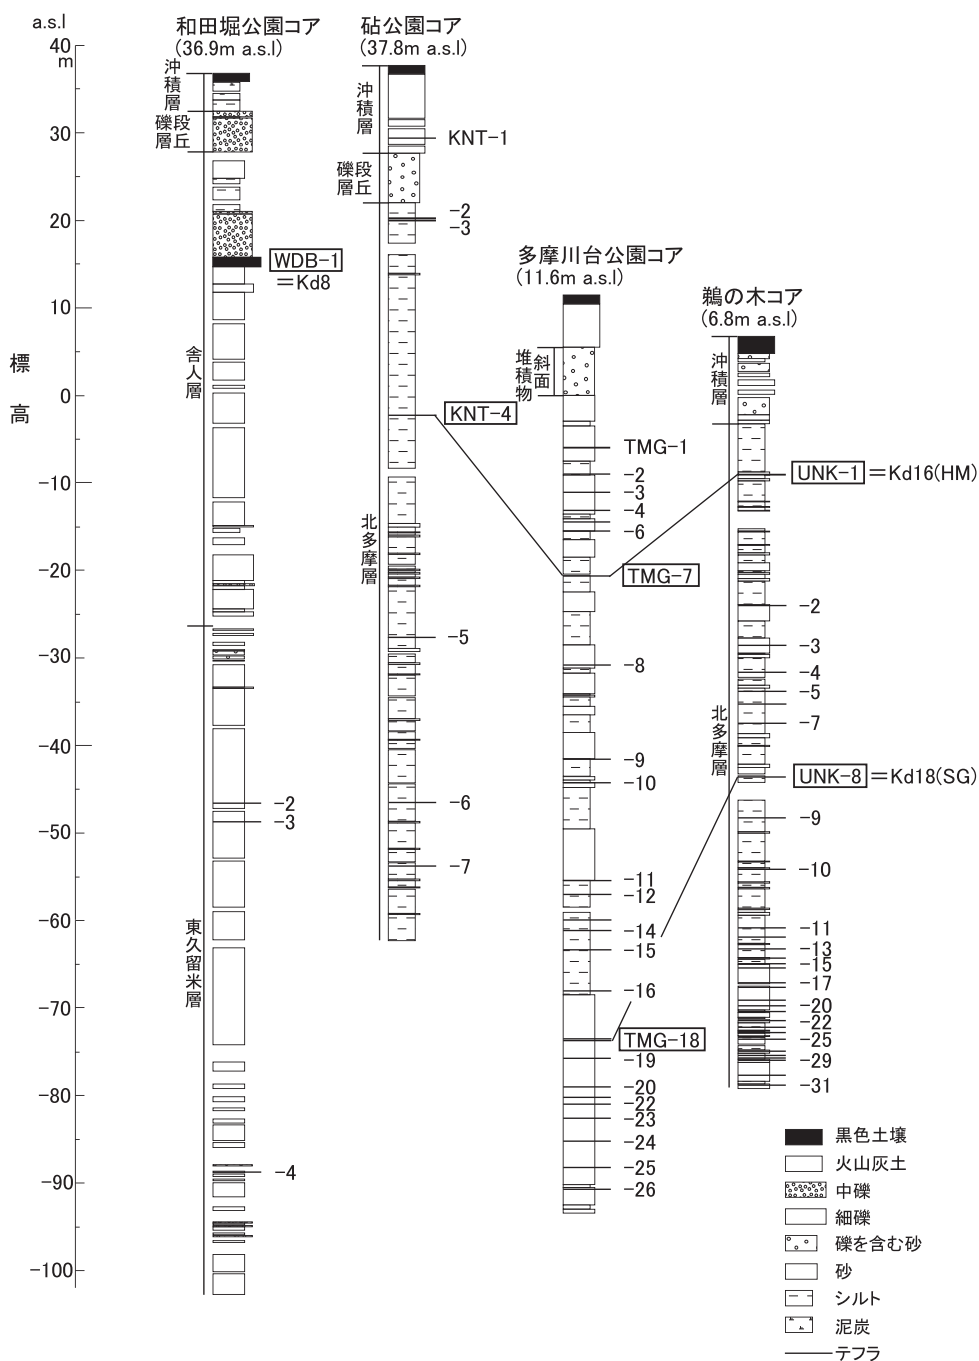 a.s.l
40
m
30
20
10
0
-10
-20
-30
-40
-50
-60
-70
-80
-90
-100
標高
和田堀公園コア
(36.9m a.s.l)
沖積層
段丘
礫層
舎人層
東久留米層
WDB-1
=Kd8
-2
-3
-4
砧公園コア
(37.8m a.s.l)
沖積層
段丘
礫層
北多摩層
KNT-1
-2
-3
KNT-4
-5
-6
-7
多摩川台公園コア
(11.6m a.s.l)
斜面
堆積物
TMG-1
-2
-3
-4
-6
TMG-7
-8
-9
-10
-11
-12
-14
-15
-16
TMG-18
-19
-20
-22
-23
-24
-25
-26
鵜の木コア
(6.8m a.s.l)
沖積層
北多摩層
UNK-1=Kd16(HM)
-2
-3
-4
-5
-7
UNK-8=Kd18(SG)
-9
-10
-11
-13
-15
-17
-20
-22
-25
-29
-31
黒色土壌
火山灰土
中礫
細礫
礫を含む砂
砂
シルト
泥炭
テフラ